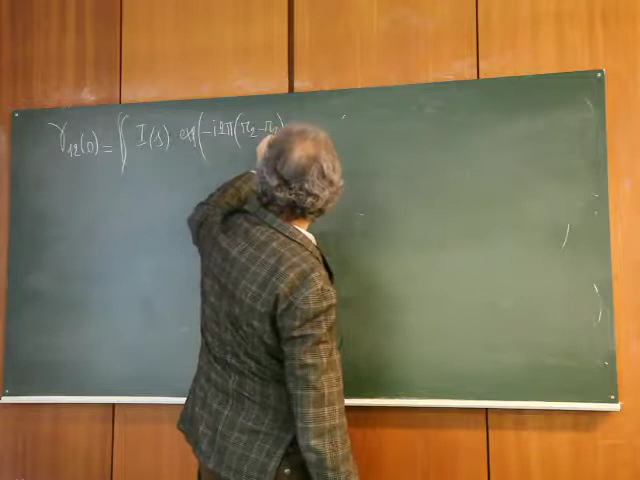 γ₁₂(0) = ∫ I(s) exp(-i2π(r₂-r₁)